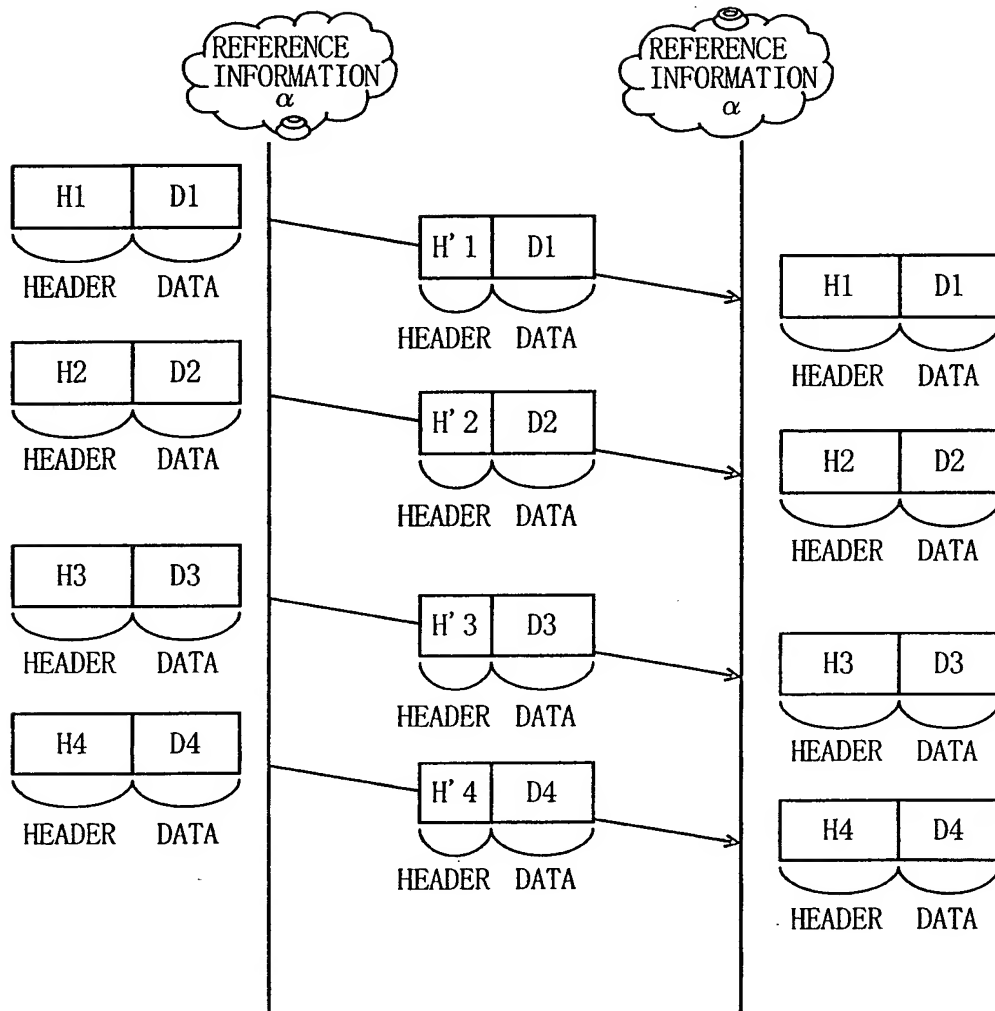 REFERENCE
INFORMATION
α
REFERENCE
INFORMATION
α
H1 D1
HEADER DATA
H'1 D1
HEADER DATA
H1 D1
HEADER DATA
H2 D2
HEADER DATA
H'2 D2
HEADER DATA
H2 D2
HEADER DATA
H3 D3
HEADER DATA
H'3 D3
HEADER DATA
H3 D3
HEADER DATA
H4 D4
HEADER DATA
H'4 D4
HEADER DATA
H4 D4
HEADER DATA